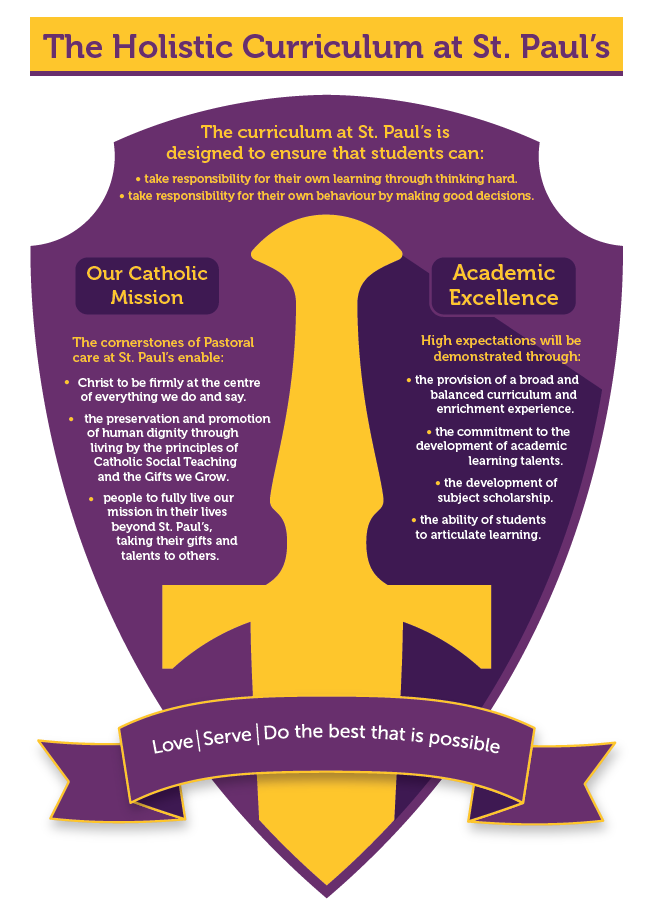 The Holistic Curriculum at St. Paul's
The curriculum at St. Paul's is
designed to ensure that students can:
• take responsibility for their own learning through thinking hard.
• take responsibility for their own behaviour by making good decisions.
Our Catholic
Mission
The cornerstones of Pastoral
care at St. Paul's enable:
• Christ to be firmly at the centre
of everything we do and say.
• the preservation and promotion
of human dignity through
living by the principles of
Catholic Social Teaching
and the Gifts we Grow.
• people to fully live our
mission in their lives
beyond St. Paul's,
taking their gifts and
talents to others.
Academic
Excellence
High expectations will be
demonstrated through:
• the provision of a broad and
balanced curriculum and
enrichment experience.
• the commitment to the
development of academic
learning talents.
• the development of
subject scholarship.
• the ability of students
to articulate learning.
Love|Serve|Do the best that is possible